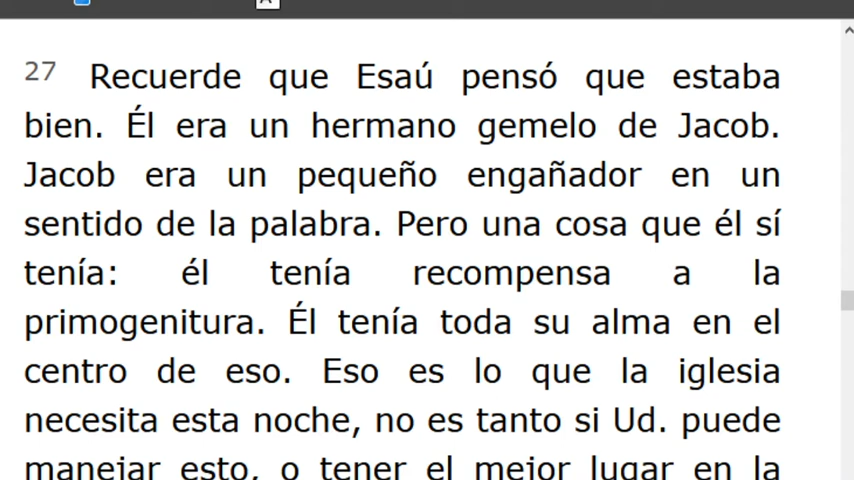 27 Recuerde que Esaú pensó que estaba
bien. Él era un hermano gemelo de Jacob.
Jacob era un pequeño engañador en un
sentido de la palabra. Pero una cosa que él sí
tenía: él tenía recompensa a la
primogenitura. Él tenía toda su alma en el
centro de eso. Eso es lo que la iglesia
necesita esta noche, no es tanto si Ud. puede
manejar esto, o tener el mejor lugar en la